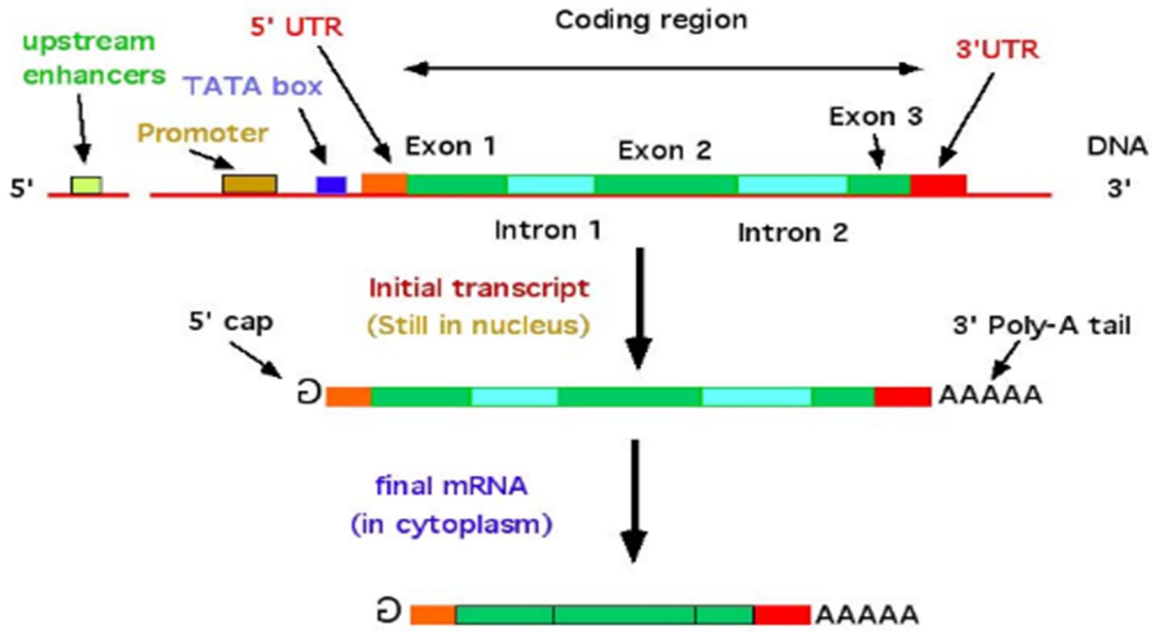 upstream
enhancers
5' UTR
Coding region
3'UTR
TATA box
Promoter
Exon 1
Exon 2
Exon 3
DNA
5'
3'
Intron 1
Intron 2
Initial transcript
(Still in nucleus)
5' cap
3' Poly-A tail
G
AAAAA
final mRNA
(in cytoplasm)
G
AAAAA